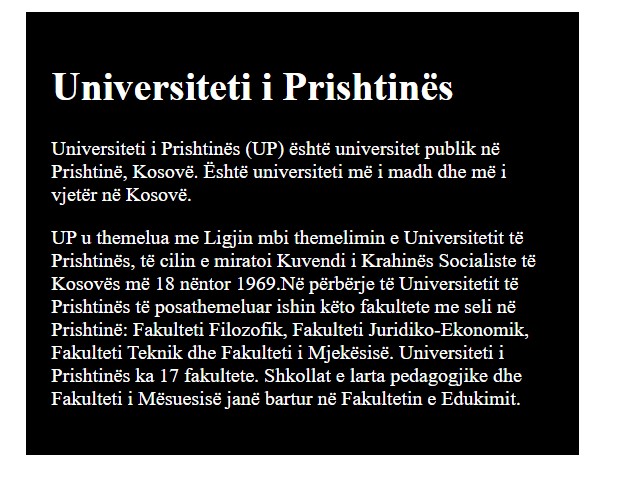 Universiteti i Prishtinës
Universiteti i Prishtinës (UP) është universitet publik në
Prishtinë, Kosovë. Është universiteti më i madh dhe më i
vjetër në Kosovë.
UP u themelua me Ligjin mbi themelimin e Universitetit të
Prishtinës, të cilin e miratoi Kuvendi i Krahinës Socialiste të
Kosovës më 18 nëntor 1969.Në përbërje të Universitetit të
Prishtinës të posathemeluar ishin këto fakultete me seli në
Prishtinë: Fakulteti Filozofik, Fakulteti Juridiko-Ekonomik,
Fakulteti Teknik dhe Fakulteti i Mjekësisë. Universiteti i
Prishtinës ka 17 fakultete. Shkollat e larta pedagogjike dhe
Fakulteti i Mësuesisë janë bartur në Fakultetin e Edukimit.